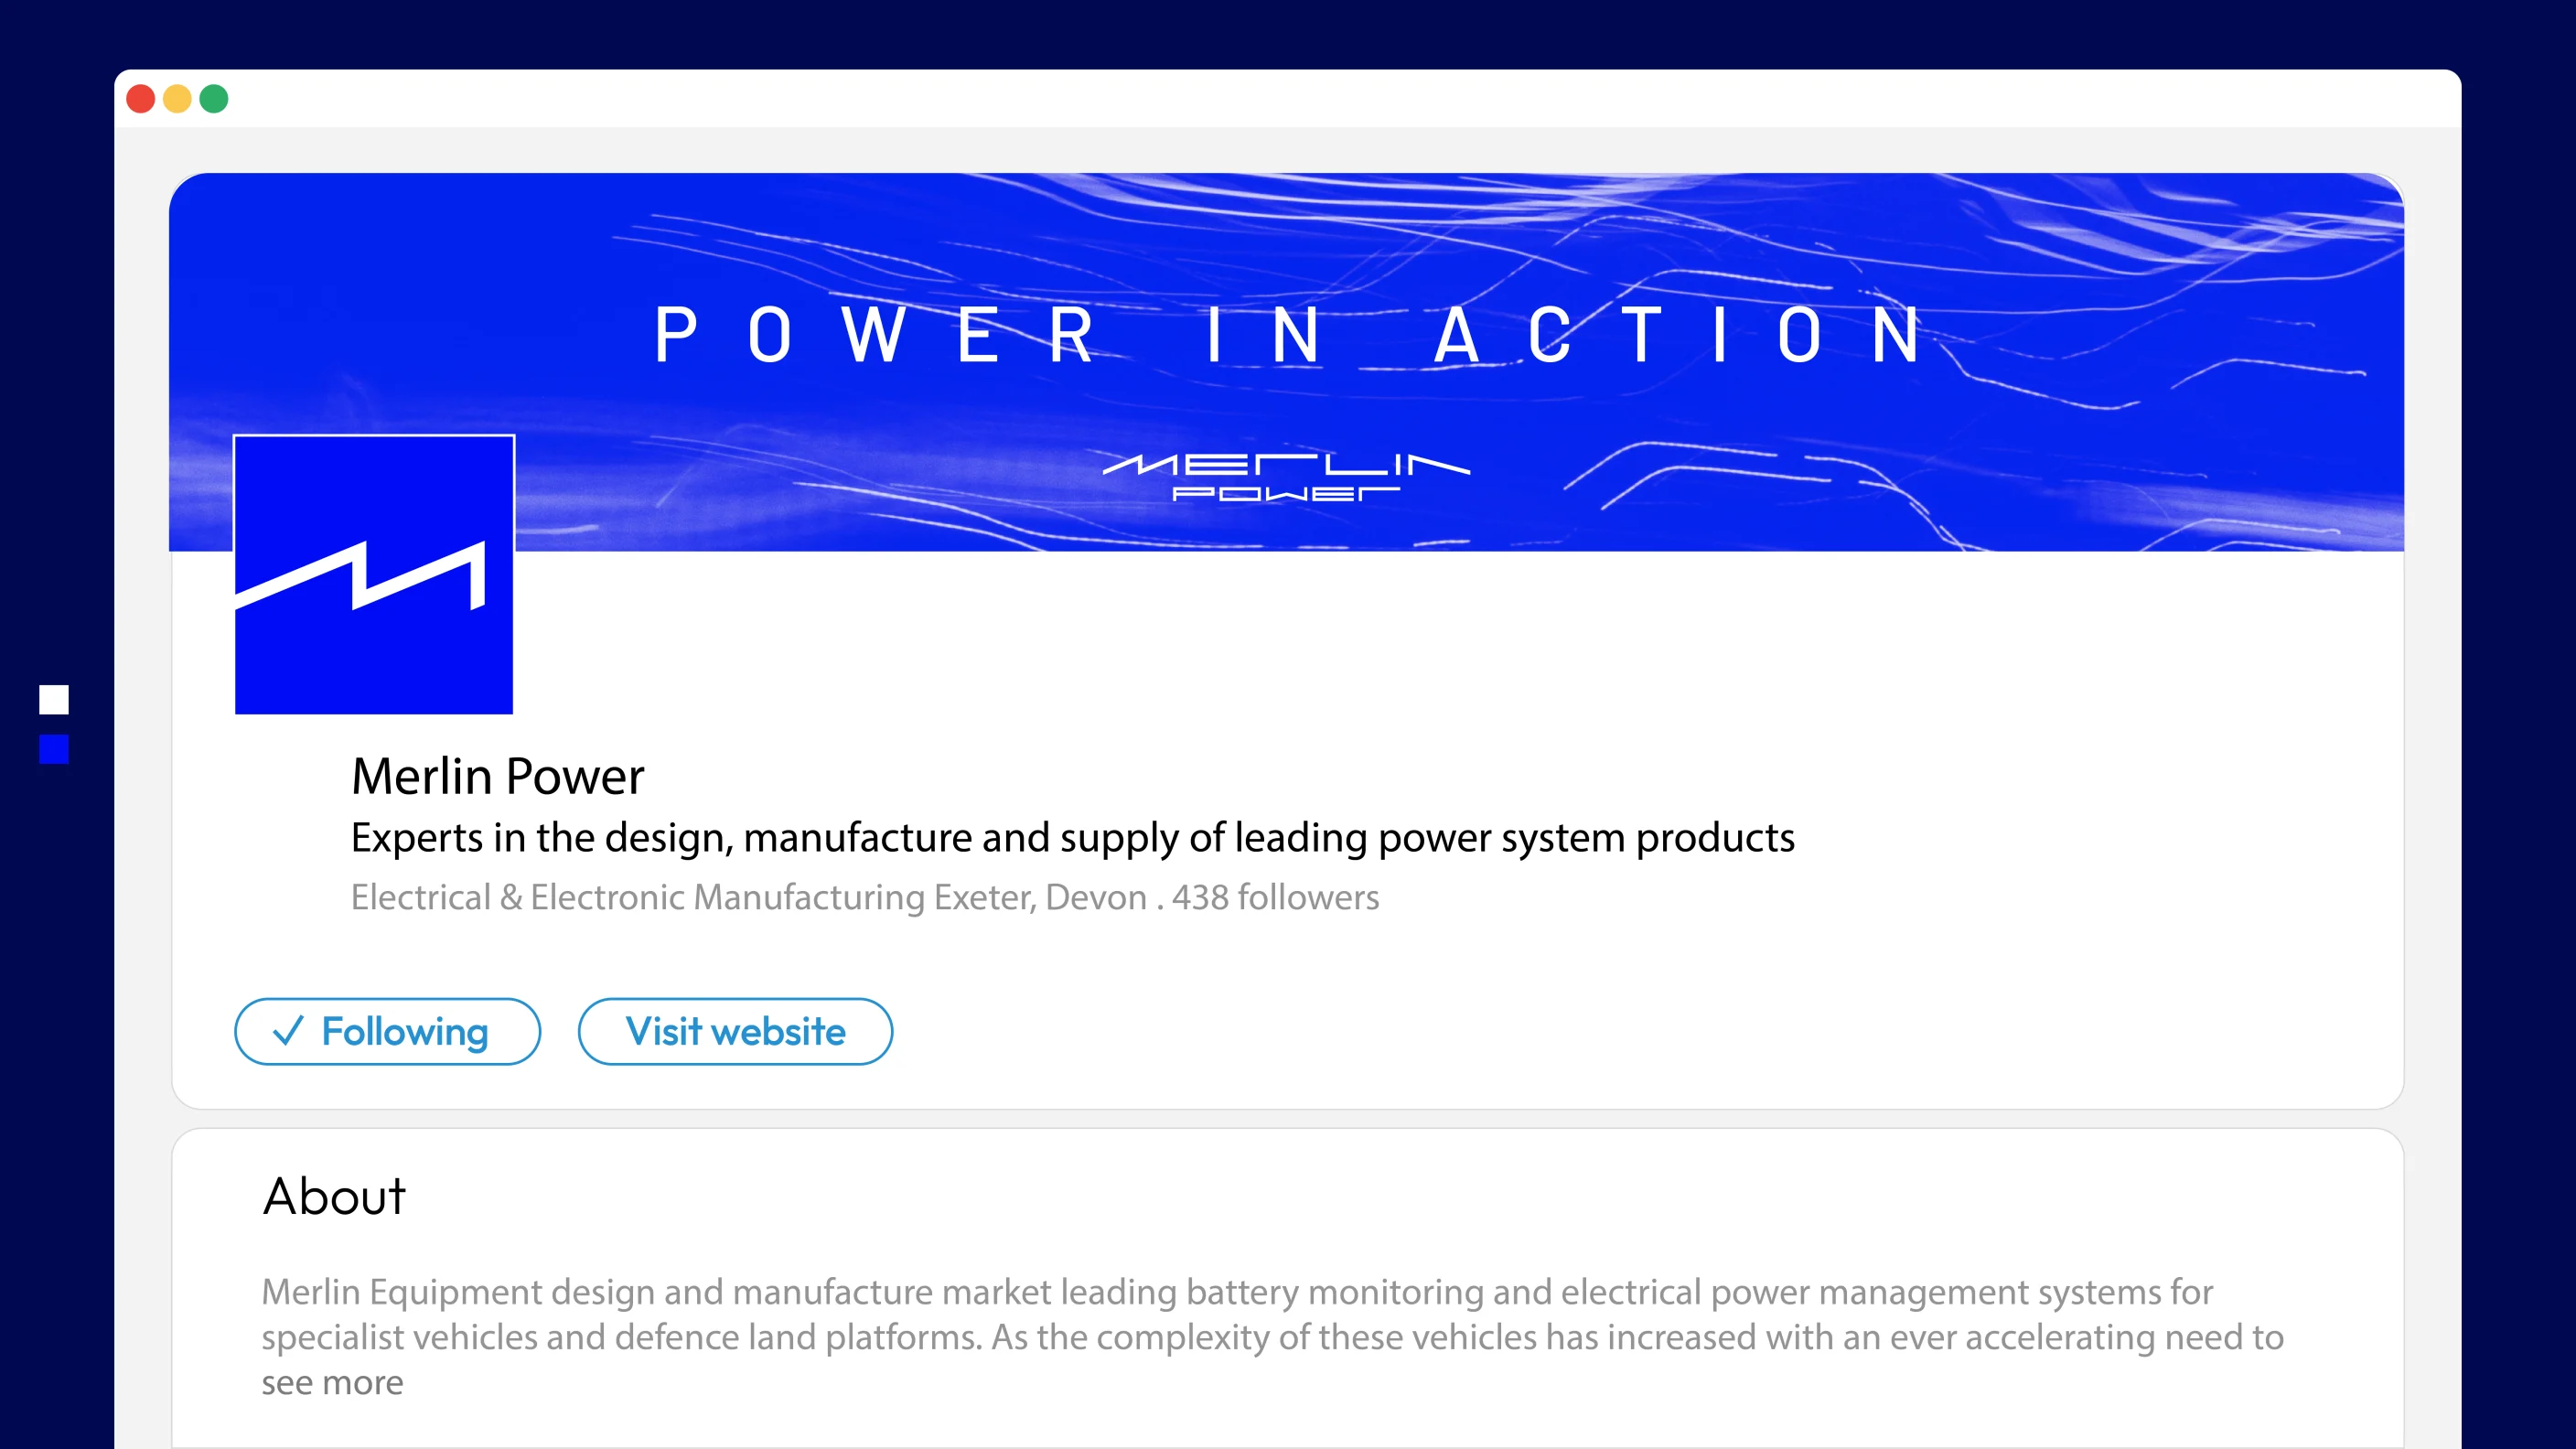 POWER IN ACTION
MERLIN
POWER
Merlin Power
Experts in the design, manufacture and supply of leading power system products
Electrical & Electronic Manufacturing Exeter, Devon . 438 followers
Following
Visit website
About
Merlin Equipment design and manufacture market leading battery monitoring and electrical power management systems for
specialist vehicles and defence land platforms. As the complexity of these vehicles has increased with an ever accelerating need to
see more